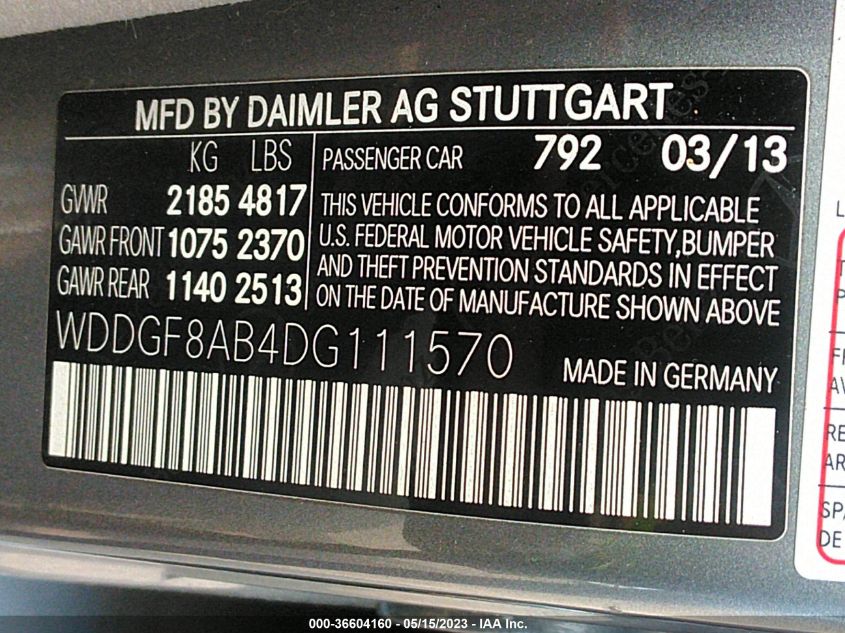 MFD BY DAIMLER AG STUTTGART
KG LBS
GVWR 2185 4817
GAWR FRONT 1075 2370
GAWR REAR 1140 2513
PASSENGER CAR 792 03/13
THIS VEHICLE CONFORMS TO ALL APPLICABLE
U.S. FEDERAL MOTOR VEHICLE SAFETY,BUMPER
AND THEFT PREVENTION STANDARDS IN EFFECT
ON THE DATE OF MANUFACTURE SHOWN ABOVE
WDDGF8AB4DG111570
MADE IN GERMANY
000-36604160 - 05/15/2023 - IAA Inc.